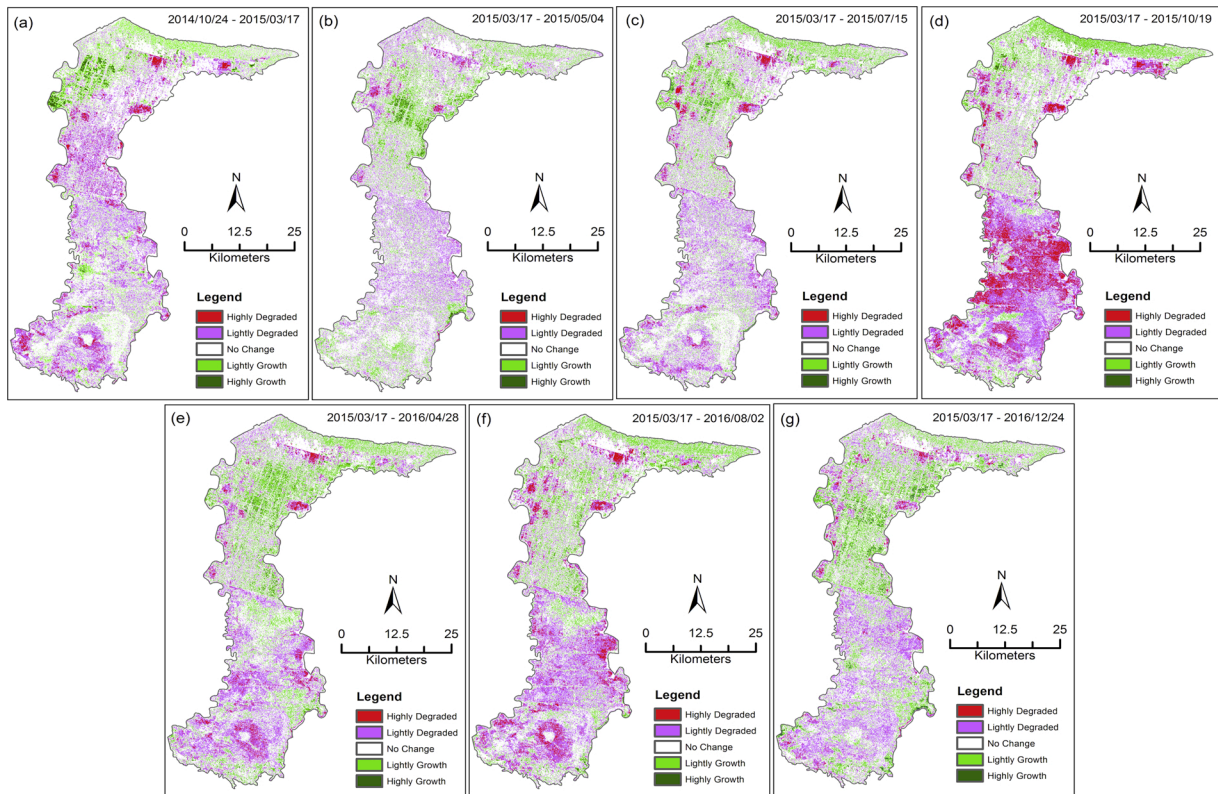 (a) 2014/10/24 - 2015/03/17
N
0 12.5 25
Kilometers
Legend
Highly Degraded
Lightly Degraded
No Change
Lightly Growth
Highly Growth
(b) 2015/03/17 - 2015/05/04
N
0 12.5 25
Kilometers
Legend
Highly Degraded
Lightly Degraded
No Change
Lightly Growth
Highly Growth
(c) 2015/03/17 - 2015/07/15
N
0 12.5 25
Kilometers
Legend
Highly Degraded
Lightly Degraded
No Change
Lightly Growth
Highly Growth
(d) 2015/03/17 - 2015/10/19
N
0 12.5 25
Kilometers
Legend
Highly Degraded
Lightly Degraded
No Change
Lightly Growth
Highly Growth
(e) 2015/03/17 - 2016/04/28
N
0 12.5 25
Kilometers
Legend
Highly Degraded
Lightly Degraded
No Change
Lightly Growth
Highly Growth
(f) 2015/03/17 - 2016/08/02
N
0 12.5 25
Kilometers
Legend
Highly Degraded
Lightly Degraded
No Change
Lightly Growth
Highly Growth
(g) 2015/03/17 - 2016/12/24
N
0 12.5 25
Kilometers
Legend
Highly Degraded
Lightly Degraded
No Change
Lightly Growth
Highly Growth